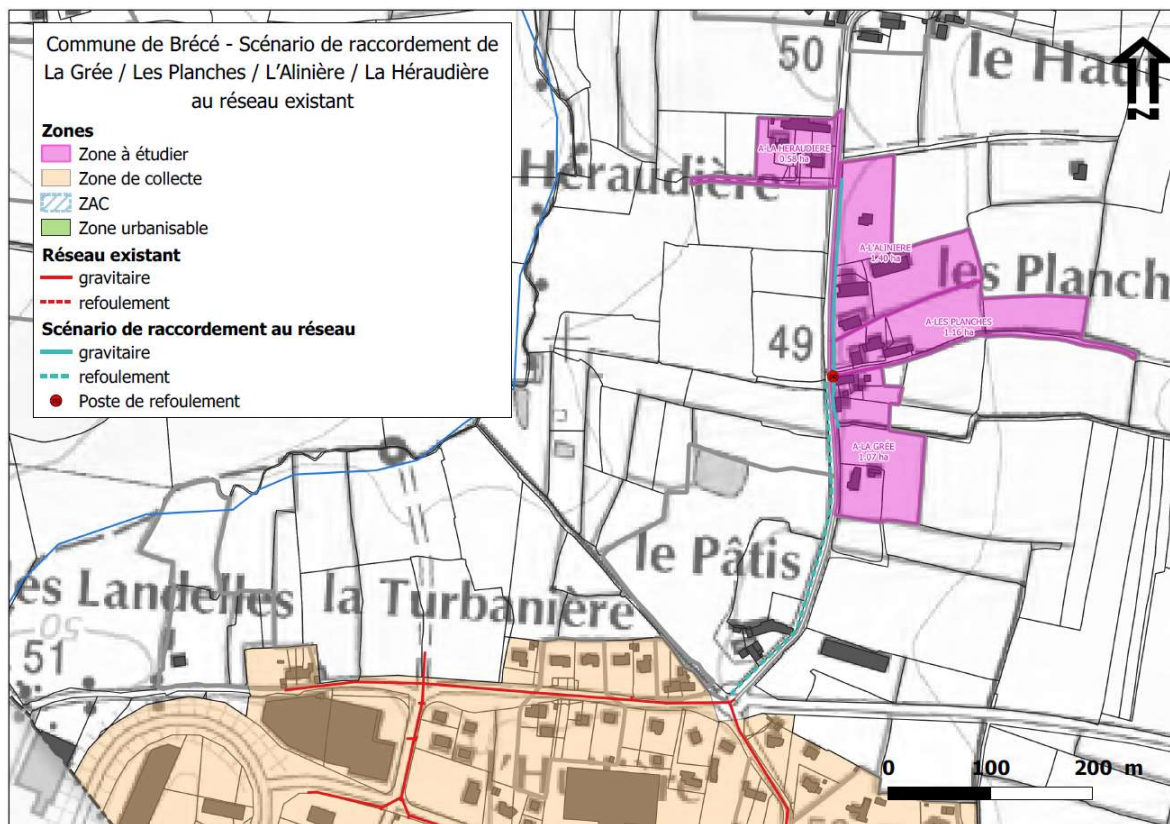 Commune de Brécé - Scénario de raccordement de
La Grée / Les Planches / L'Alinière / La Héraudière
au réseau existant
Zones
Zone à étudier
Zone de collecte
ZAC
Zone urbanisable
Réseau existant
gravitaire
refoulement
Scénario de raccordement au réseau
gravitaire
refoulement
Poste de refoulement
50
le Haut
N
A-LA HERAUDIERE
0.58 ha
Héraudière
A-L'ALINIERE
1.40 ha
les Planch
A-LES PLANCHES
1.16 ha
49
A-LA GRÉE
1.07 ha
le Pâtis
es Landelles
la Turbanière
50
51
H
0 100 200 m